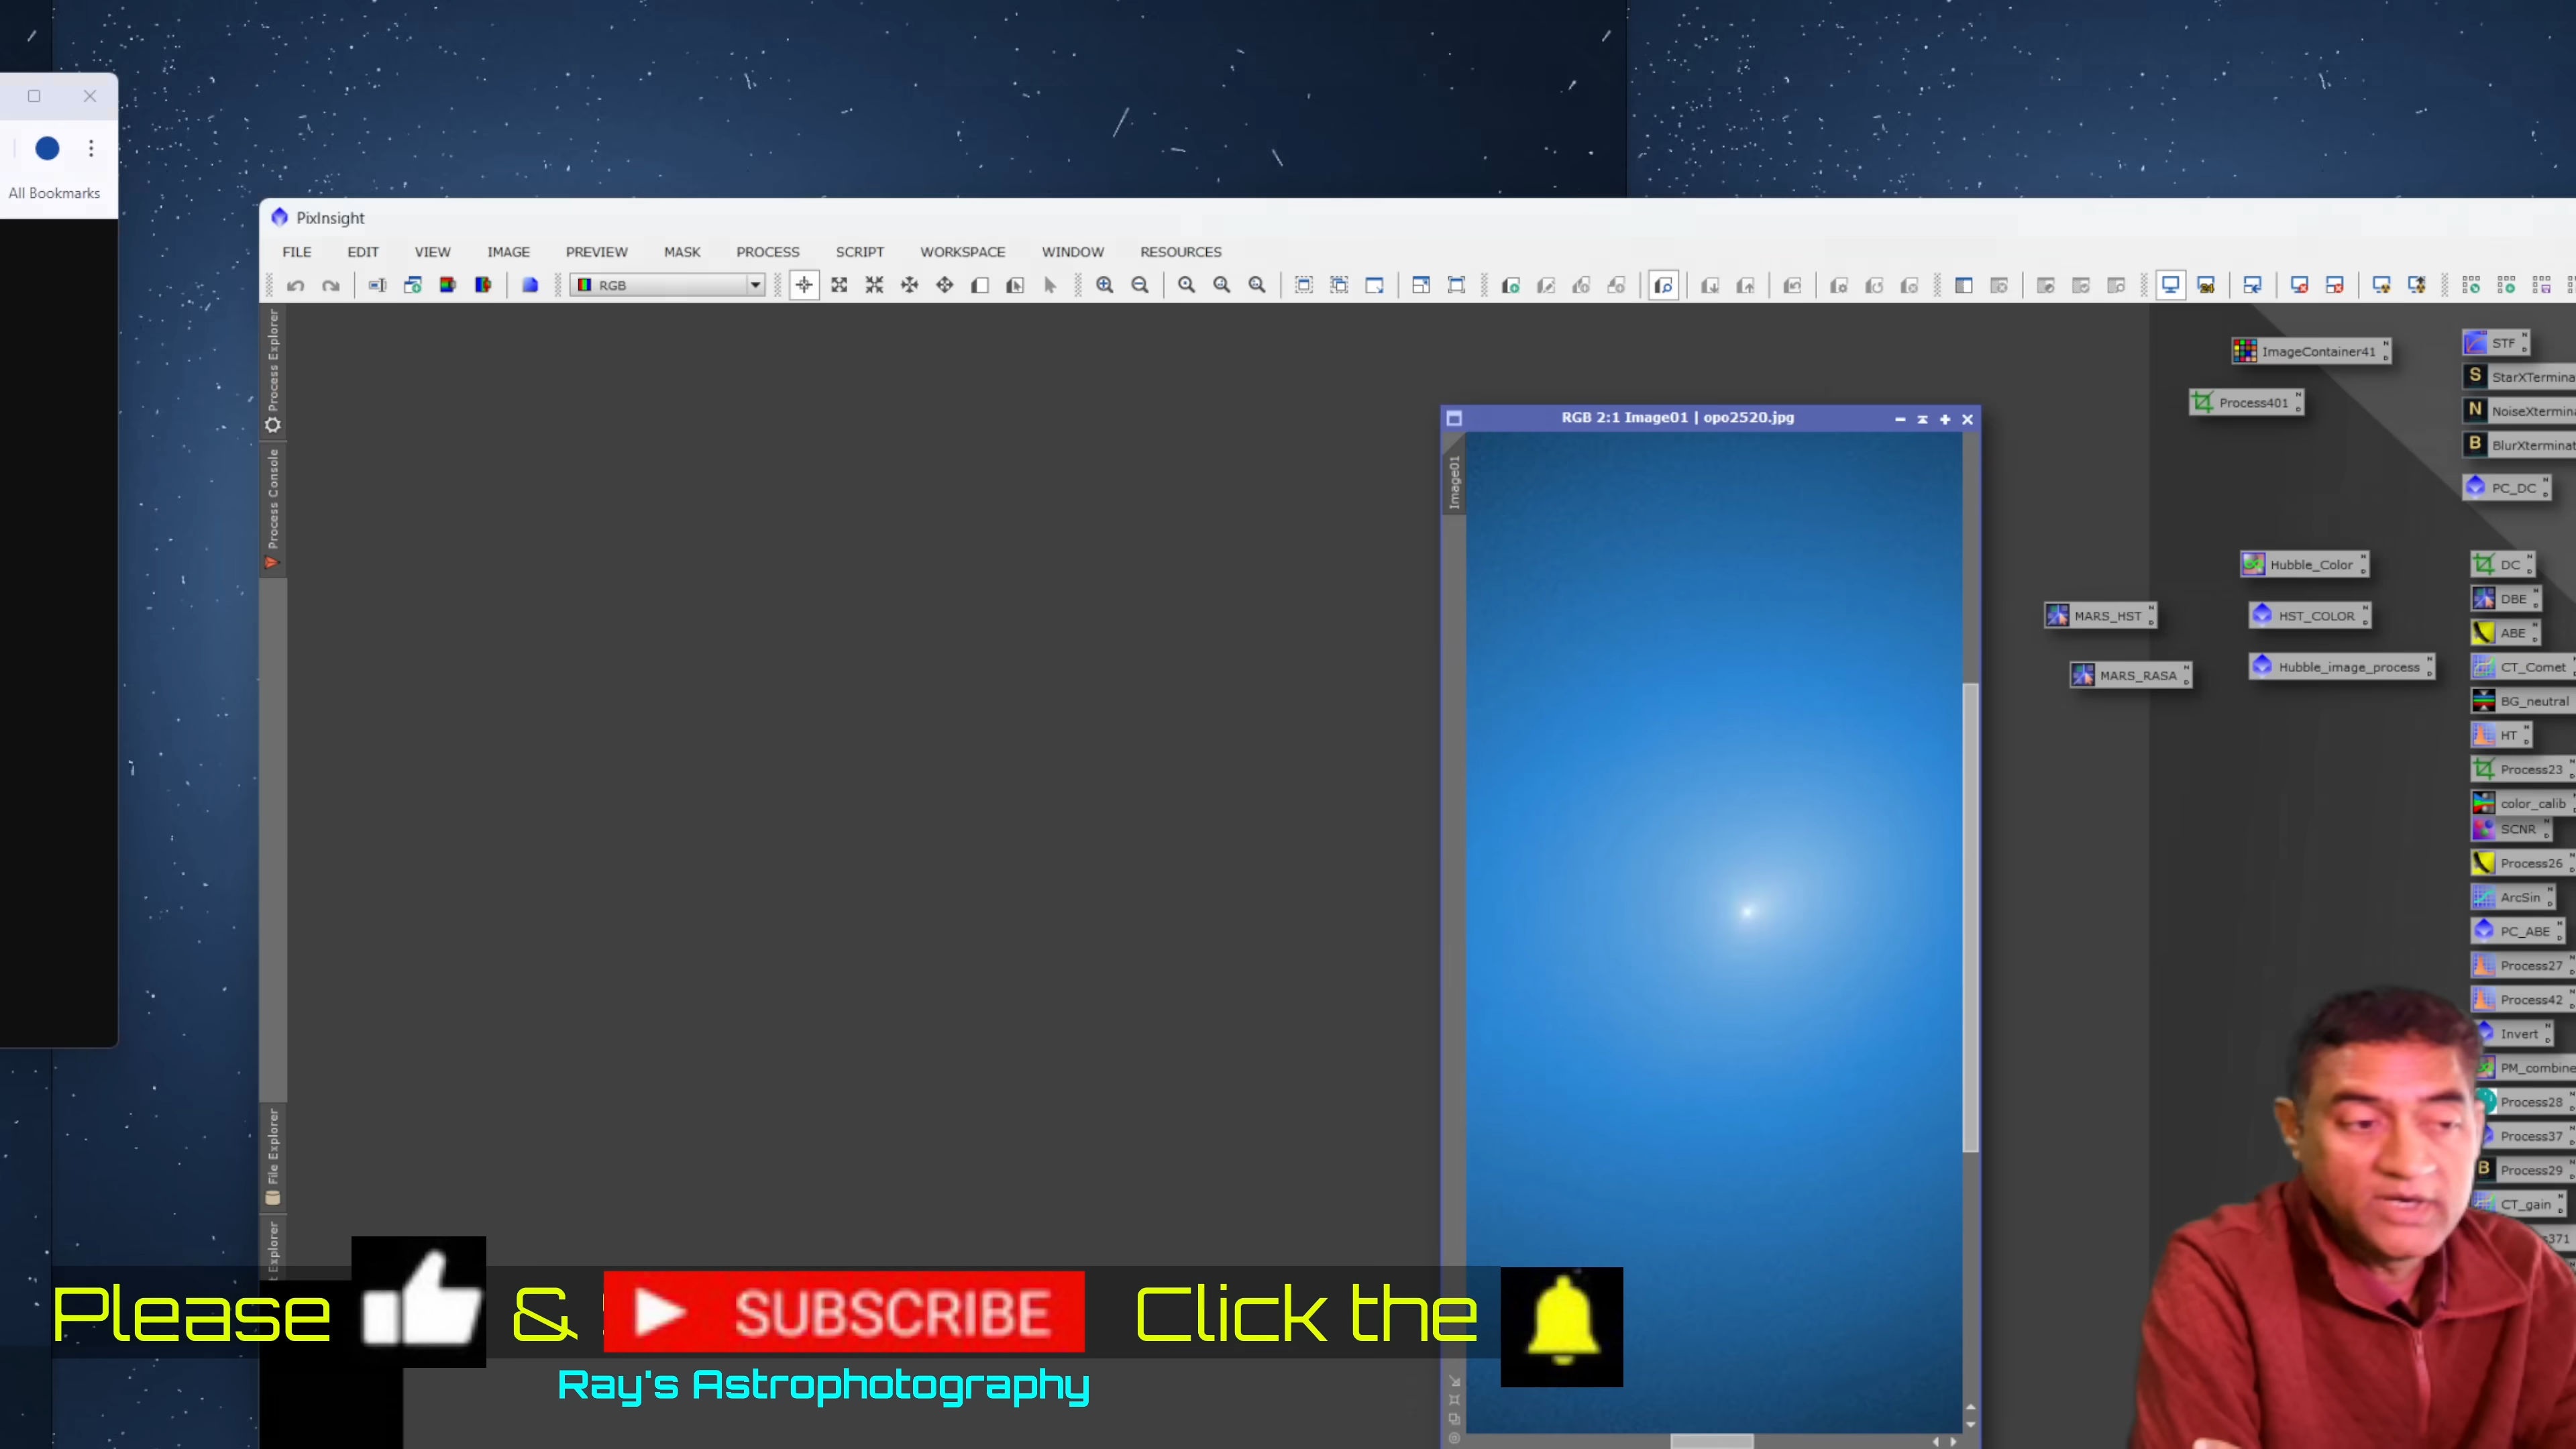 All Bookmarks
PixInsight
FILE EDIT VIEW IMAGE PREVIEW MASK PROCESS SCRIPT WORKSPACE WINDOW RESOURCES
RGB
Process Explorer
Process Console
File Explorer
Explorer
RGB 2:1 Image01 | opo2520.jpg
Image01
ImageContainer41
Process401
Hubble_Color
MARS_HST
HST_COLOR
MARS_RASA
Hubble_image_process
STF
StarXTermina
NoiseXtermina
BlurXterminat
PC_DC
DC
DBE
ABE
CT_Comet
BG_neutral
HT
Process23
color_calib
SCNR
Process26
ArcSin
PC_ABE
Process27
Process42
Invert
PM_combine
Process28
Process37
Process29
CT_gain
371
Please & SUBSCRIBE Click the
Ray's Astrophotography